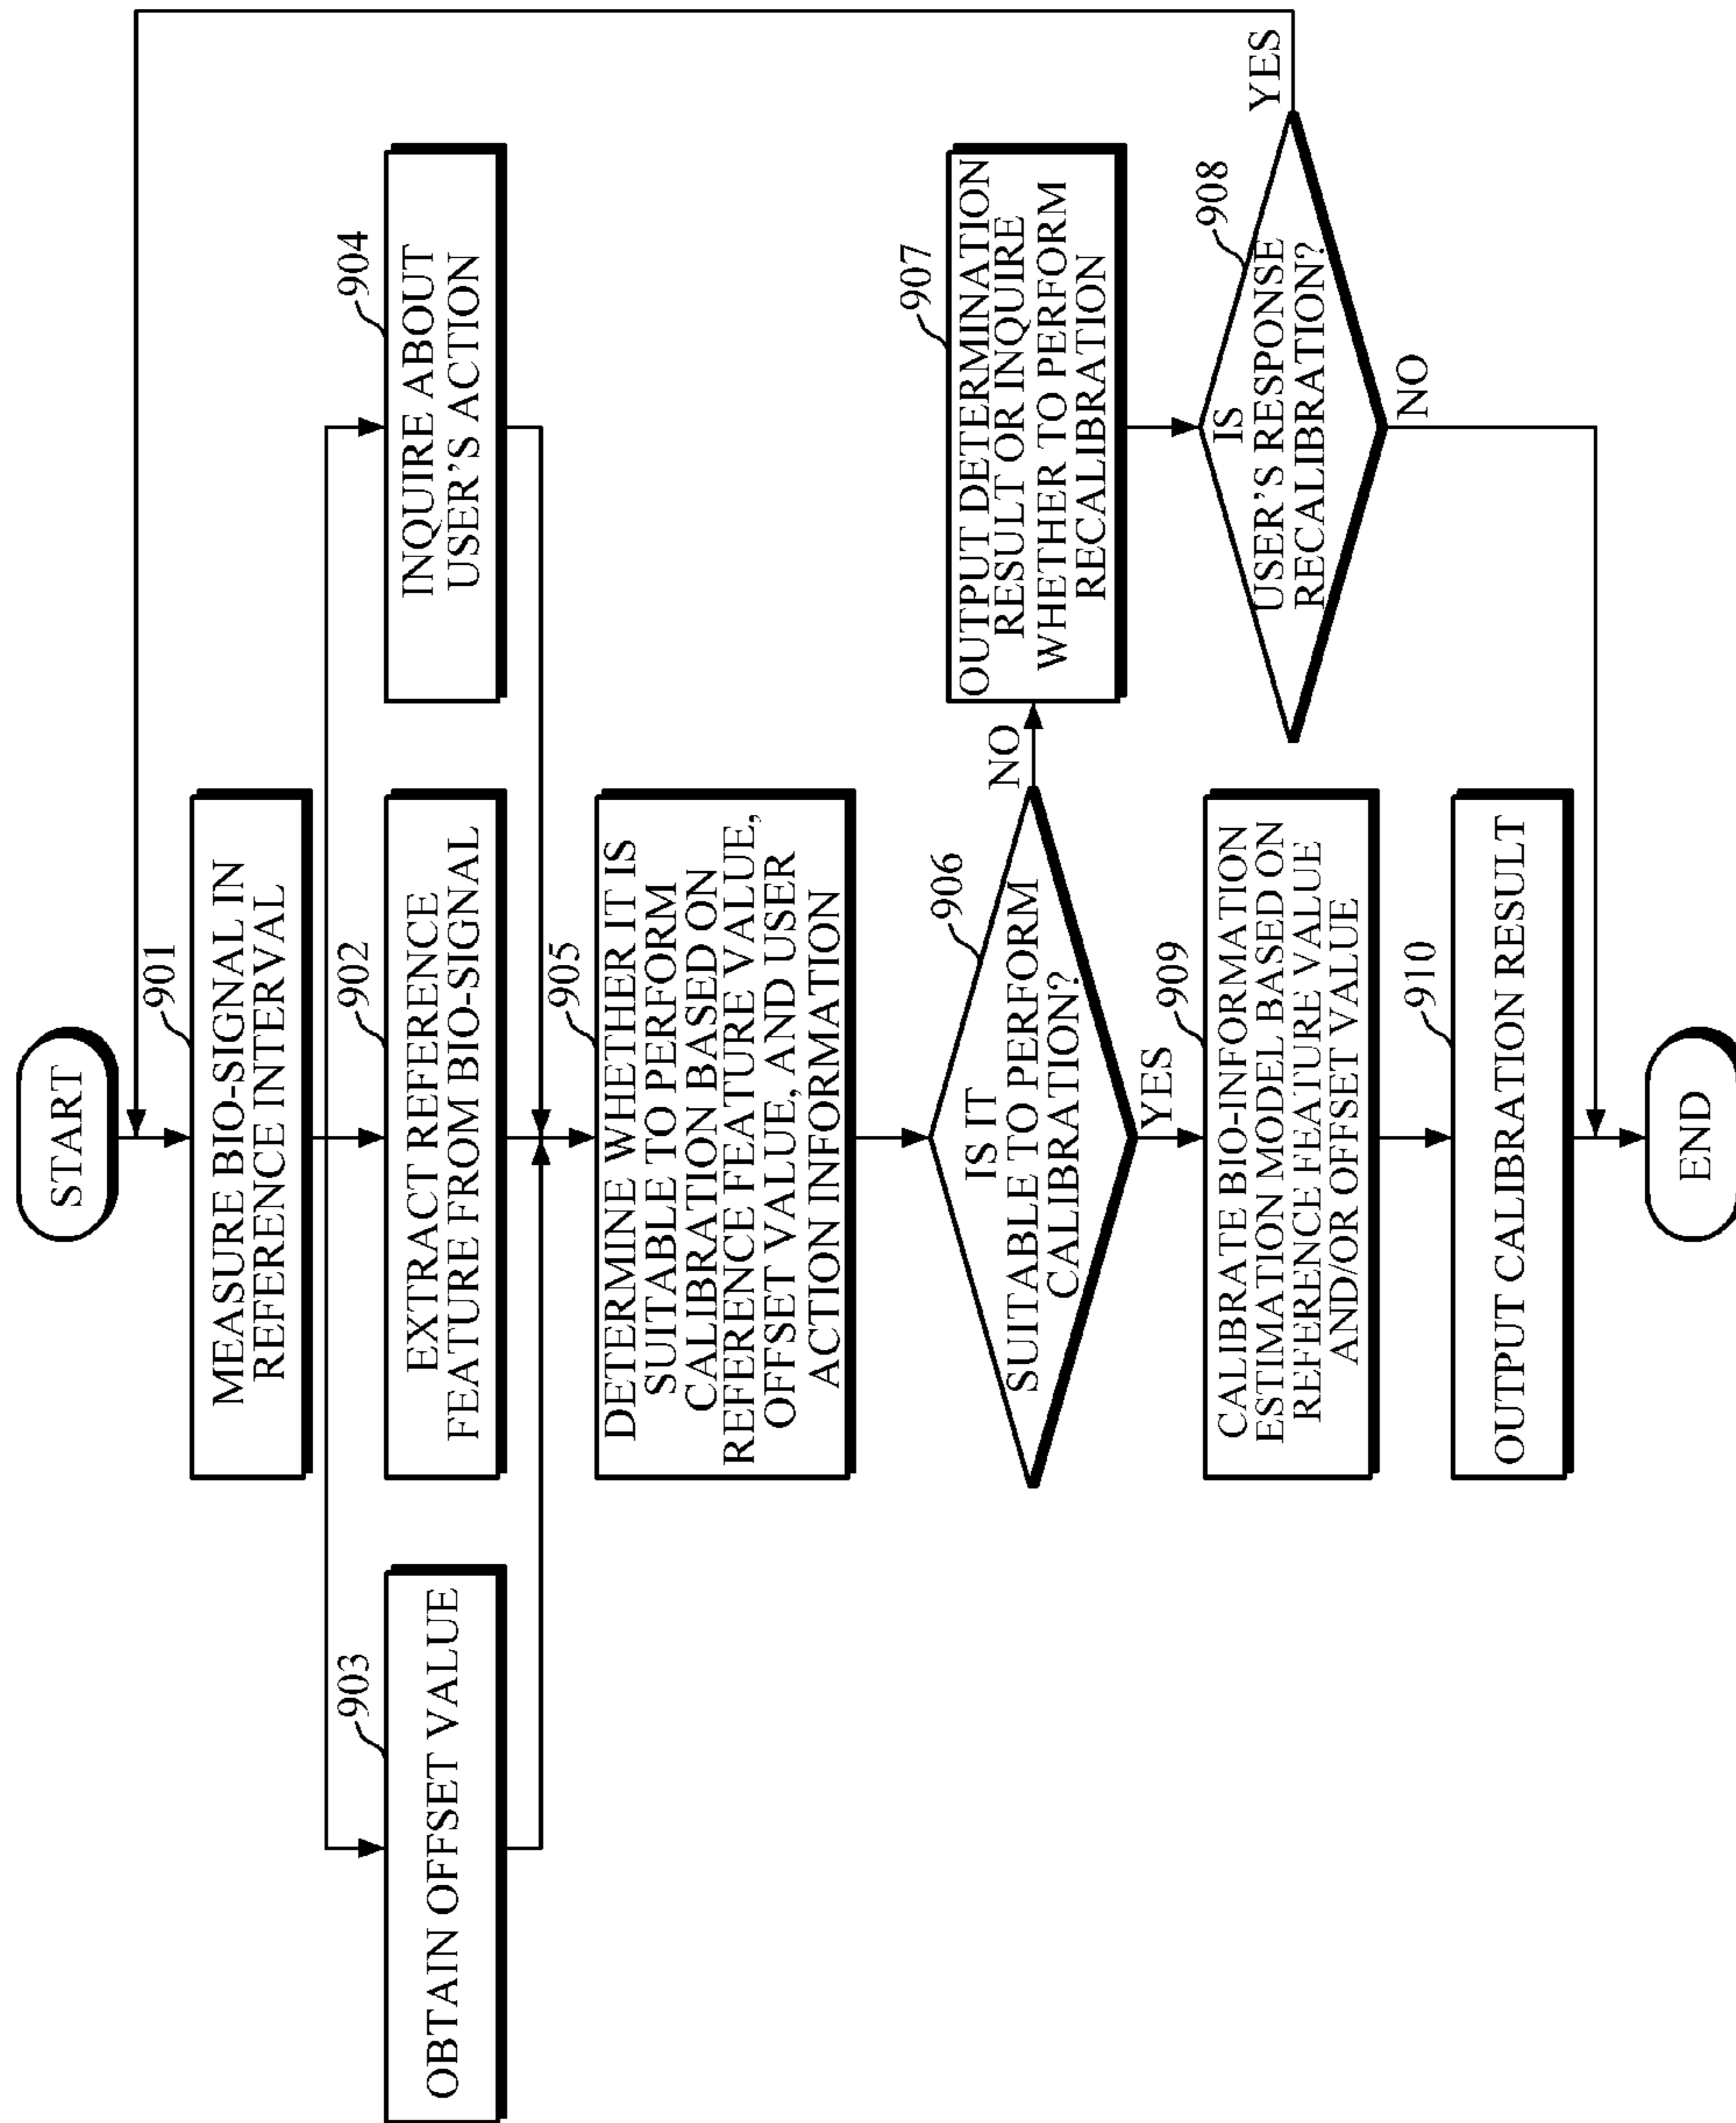 START
901
MEASURE BIO-SIGNAL IN
REFERENCE INTERVAL
903
OBTAIN OFFSET VALUE
902
EXTRACT REFERENCE
FEATURE FROM BIO-SIGNAL
904
INQUIRE ABOUT
USER'S ACTION
905
DETERMINE WHETHER IT IS
SUITABLE TO PERFORM
CALIBRATION BASED ON
REFERENCE FEATURE VALUE,
OFFSET VALUE, AND USER
ACTION INFORMATION
906
IS IT
SUITABLE TO PERFORM
CALIBRATION?
NO
907
OUTPUT DETERMINATION
RESULT OR INQUIRE
WHETHER TO PERFORM
RECALIBRATION
908
IS
USER'S RESPONSE
RECALIBRATION?
YES
NO
YES
909
CALIBRATE BIO-INFORMATION
ESTIMATION MODEL BASED ON
REFERENCE FEATURE VALUE
AND/OR OFFSET VALUE
910
OUTPUT CALIBRATION RESULT
END